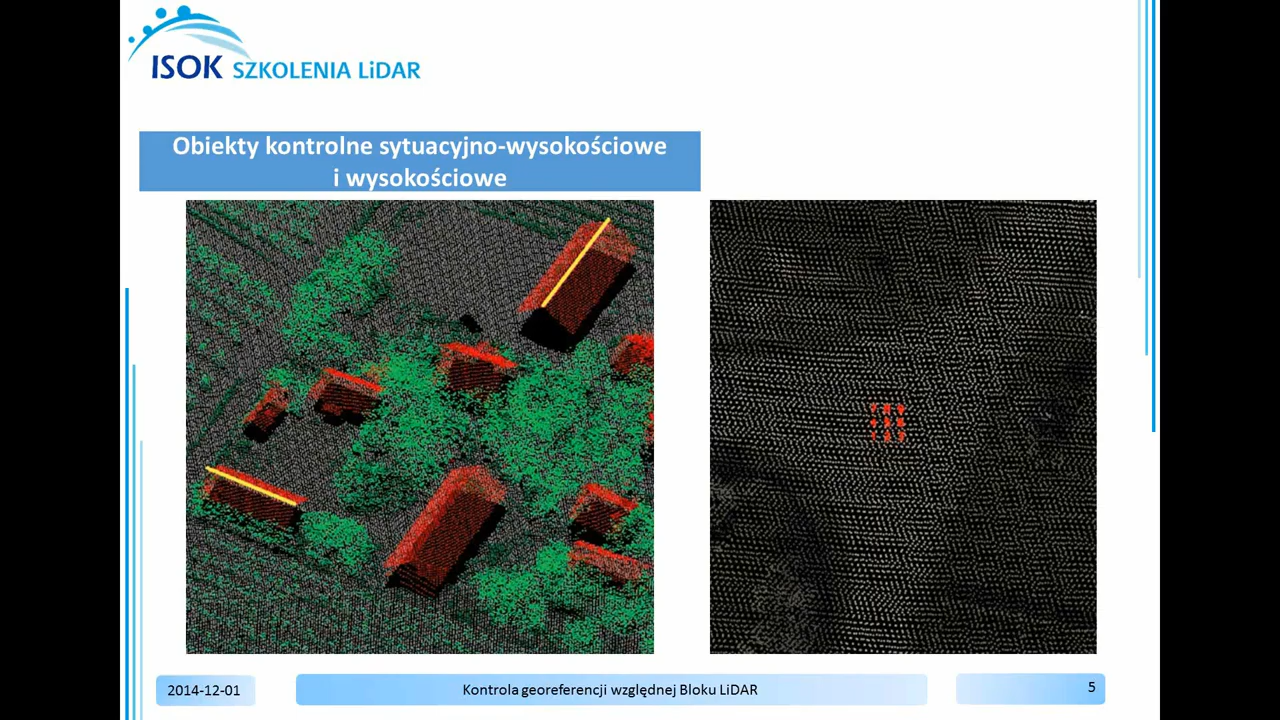 ISOK SZKOLENIA LiDAR
Obiekty kontrolne sytuacyjno-wysokościowe
i wysokościowe
2014-12-01
Kontrola georeferencji względnej Bloku LiDAR
5